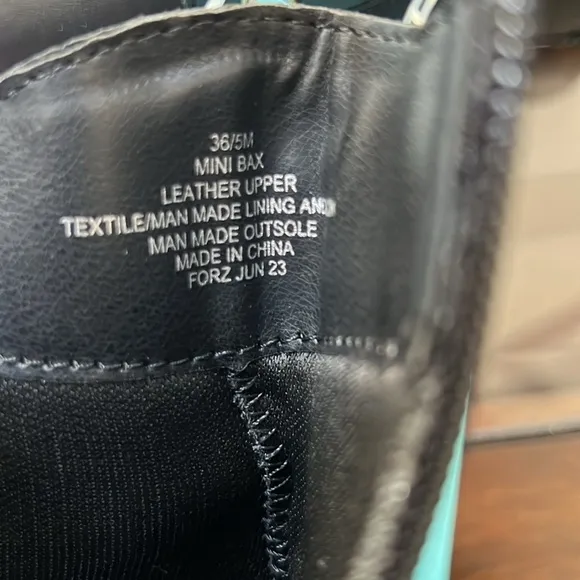 36/5M
MINI BAX
LEATHER UPPER
TEXTILE/MAN MADE LINING AND
MAN MADE OUTSOLE
MADE IN CHINA
FORZ JUN 23